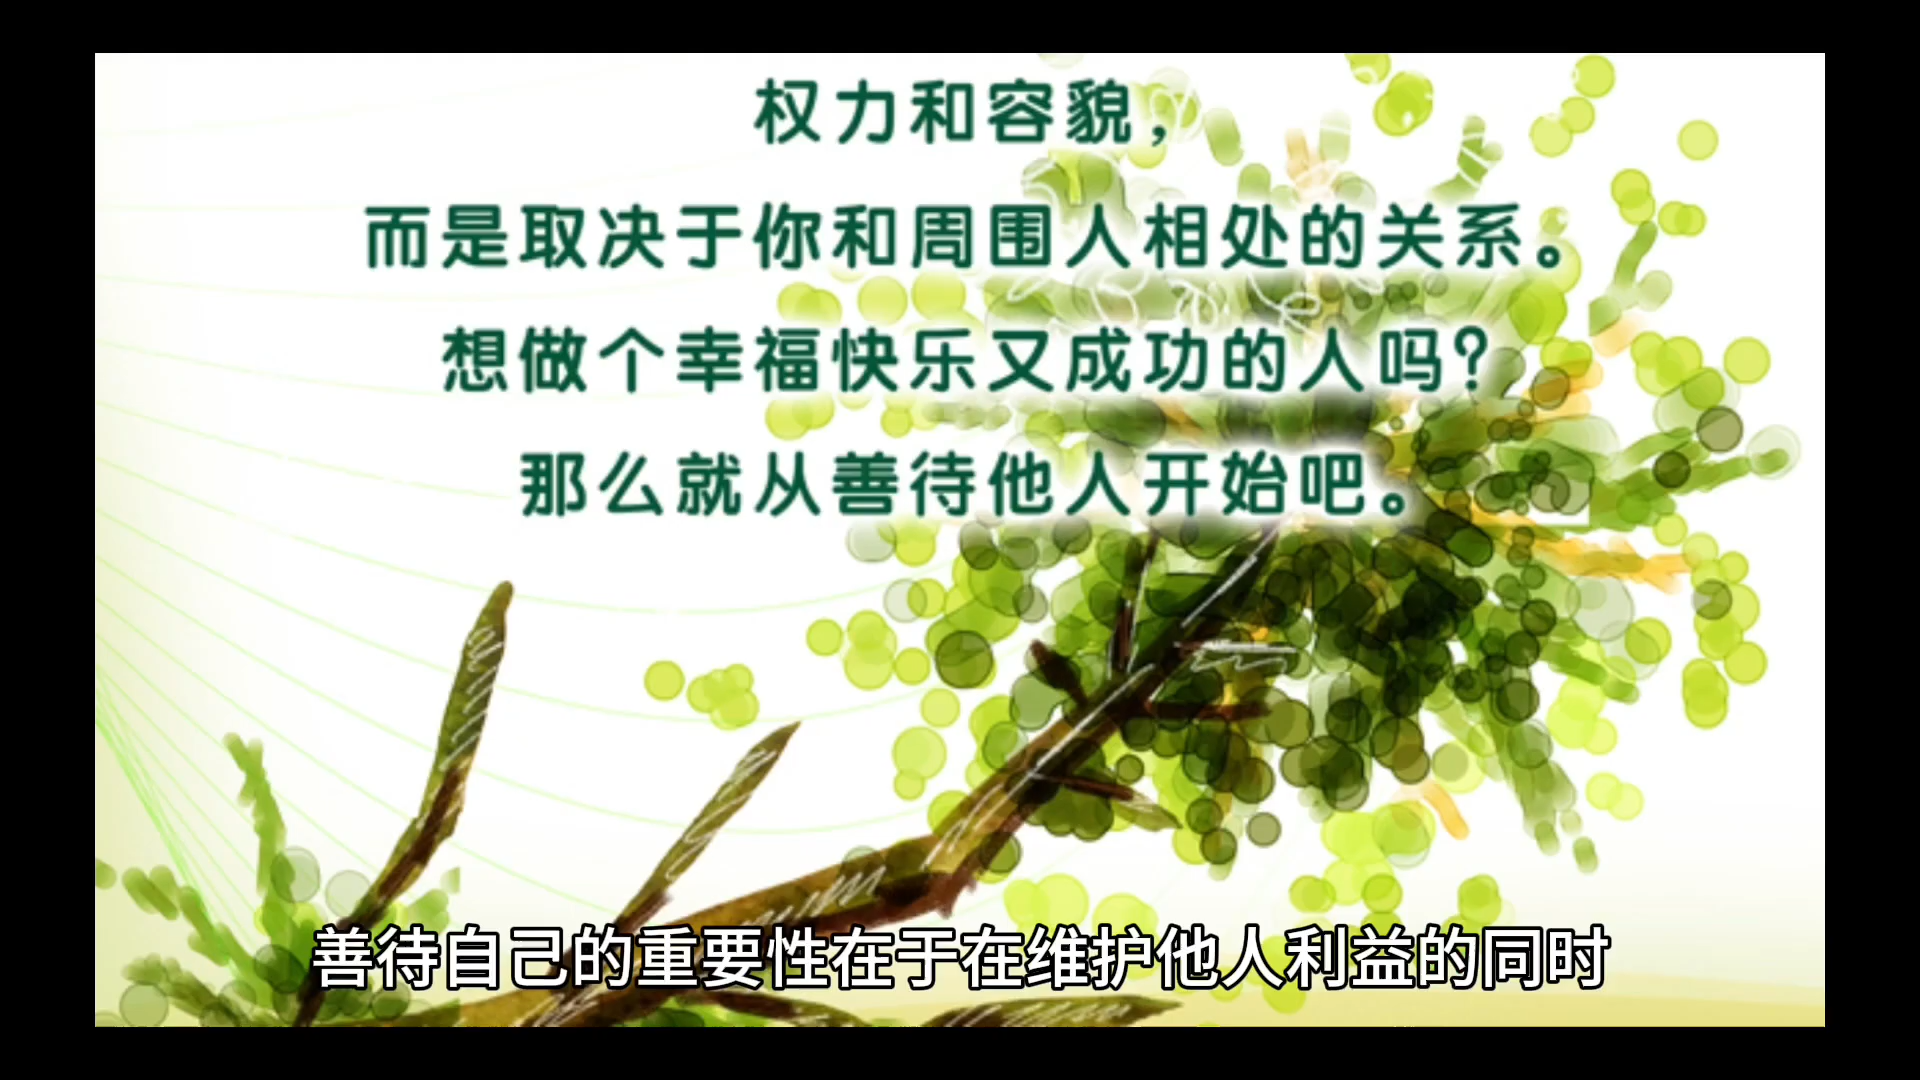 权力和容貌，
而是取决于你和周围人相处的关系。
想做个幸福快乐又成功的人吗？
那么就从善待他人开始吧。
善待自己的重要性在于在维护他人利益的同时